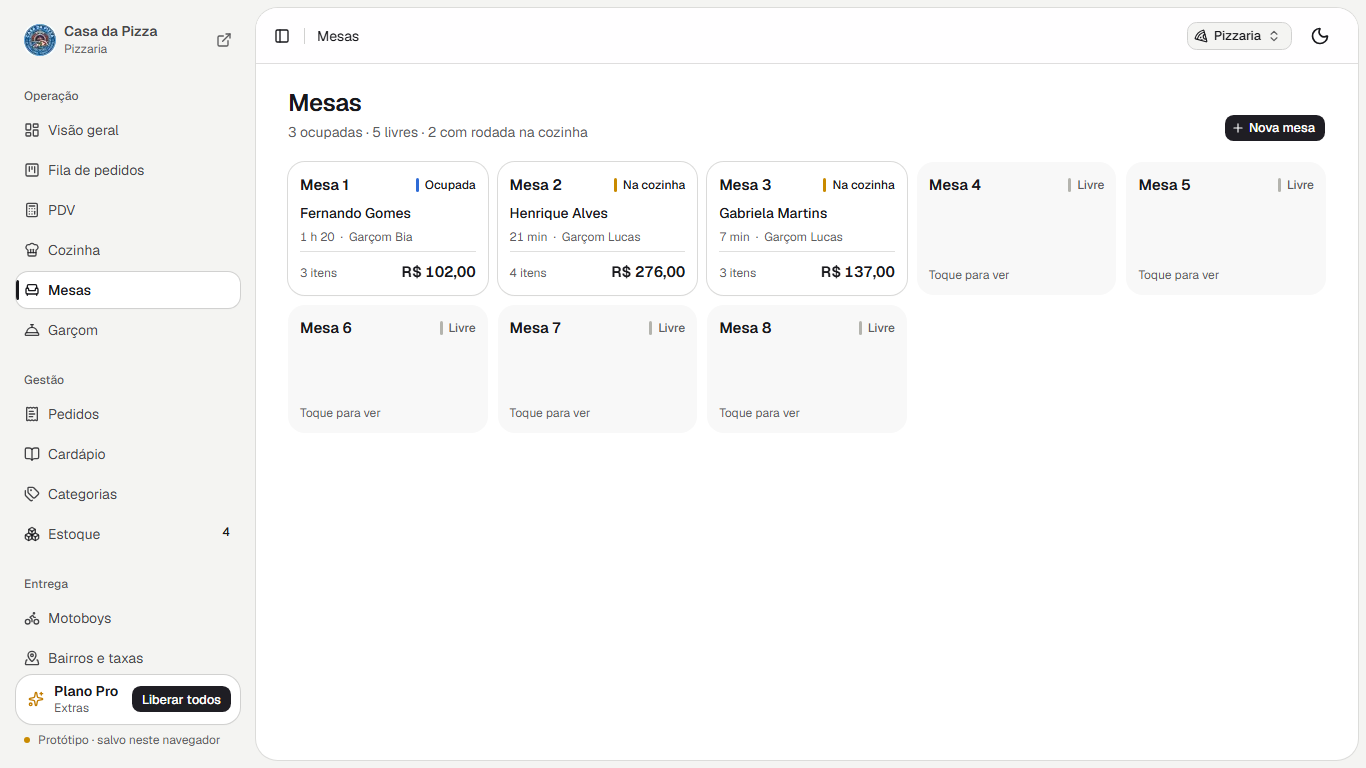 Casa da Pizza
Pizzaria
Operação
Visão geral
Fila de pedidos
PDV
Cozinha
Mesas
Garçom
Gestão
Pedidos
Cardápio
Categorias
Estoque 4
Entrega
Motoboys
Bairros e taxas
Plano Pro
Extras
Liberar todos
Protótipo · salvo neste navegador
Mesas
Pizzaria
Mesas
3 ocupadas · 5 livres · 2 com rodada na cozinha
+ Nova mesa
Mesa 1 Ocupada
Fernando Gomes
1 h 20 · Garçom Bia
3 itens R$ 102,00
Mesa 2 Na cozinha
Henrique Alves
21 min · Garçom Lucas
4 itens R$ 276,00
Mesa 3 Na cozinha
Gabriela Martins
7 min · Garçom Lucas
3 itens R$ 137,00
Mesa 4 Livre
Toque para ver
Mesa 5 Livre
Toque para ver
Mesa 6 Livre
Toque para ver
Mesa 7 Livre
Toque para ver
Mesa 8 Livre
Toque para ver